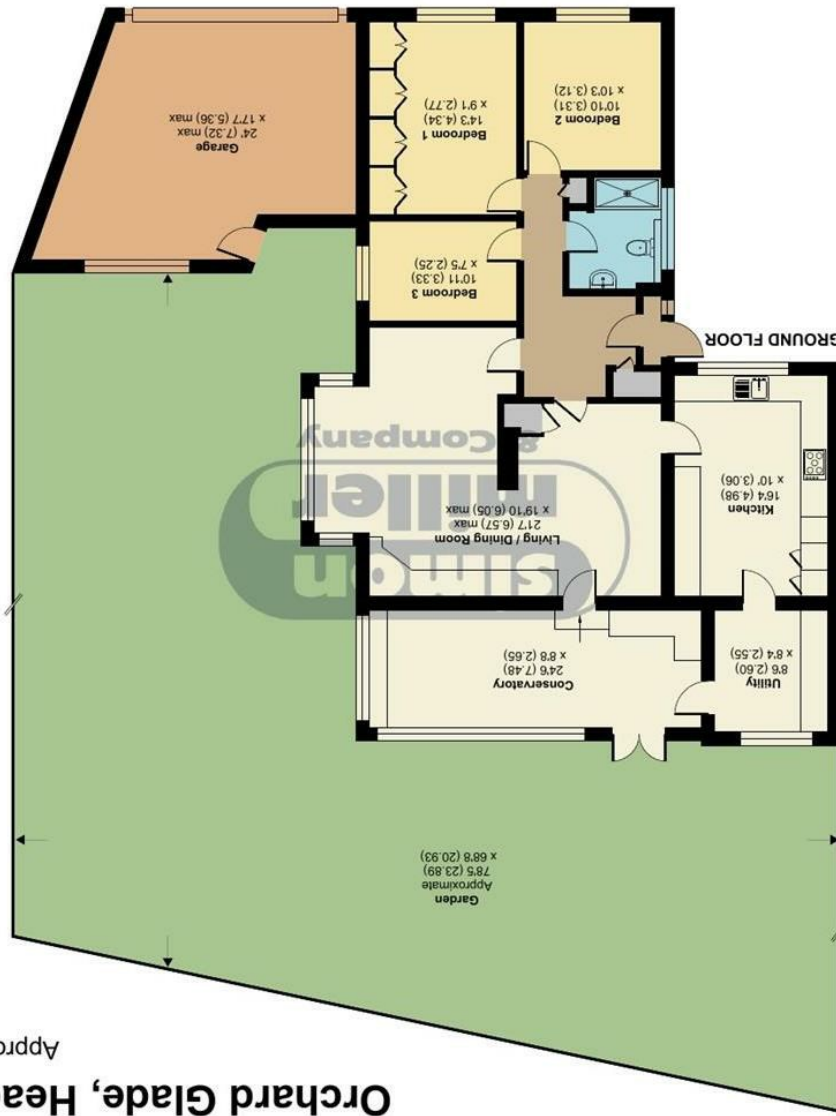 Orchard Glade, Hea
Appro
Garden
Approximate
78'5 (23.89)
x 68'8 (20.93)
Utility
8'6 (2.60)
x 8'4 (2.55)
Conservatory
24'6 (7.48)
x 8'8 (2.65)
simon
miller
& Company
Living / Dining Room
21'7 (6.57) max
x 19'10 (6.05) max
Kitchen
16'4 (4.98)
x 10' (3.06)
GROUND FLOOR
Bedroom 3
10'11 (3.33)
x 7'5 (2.25)
Bedroom 2
10'10 (3.31)
x 10'3 (3.12)
Bedroom 1
14'3 (4.34)
x 9'1 (2.77)
Garage
24' (7.32) max
x 17'7 (5.36) max